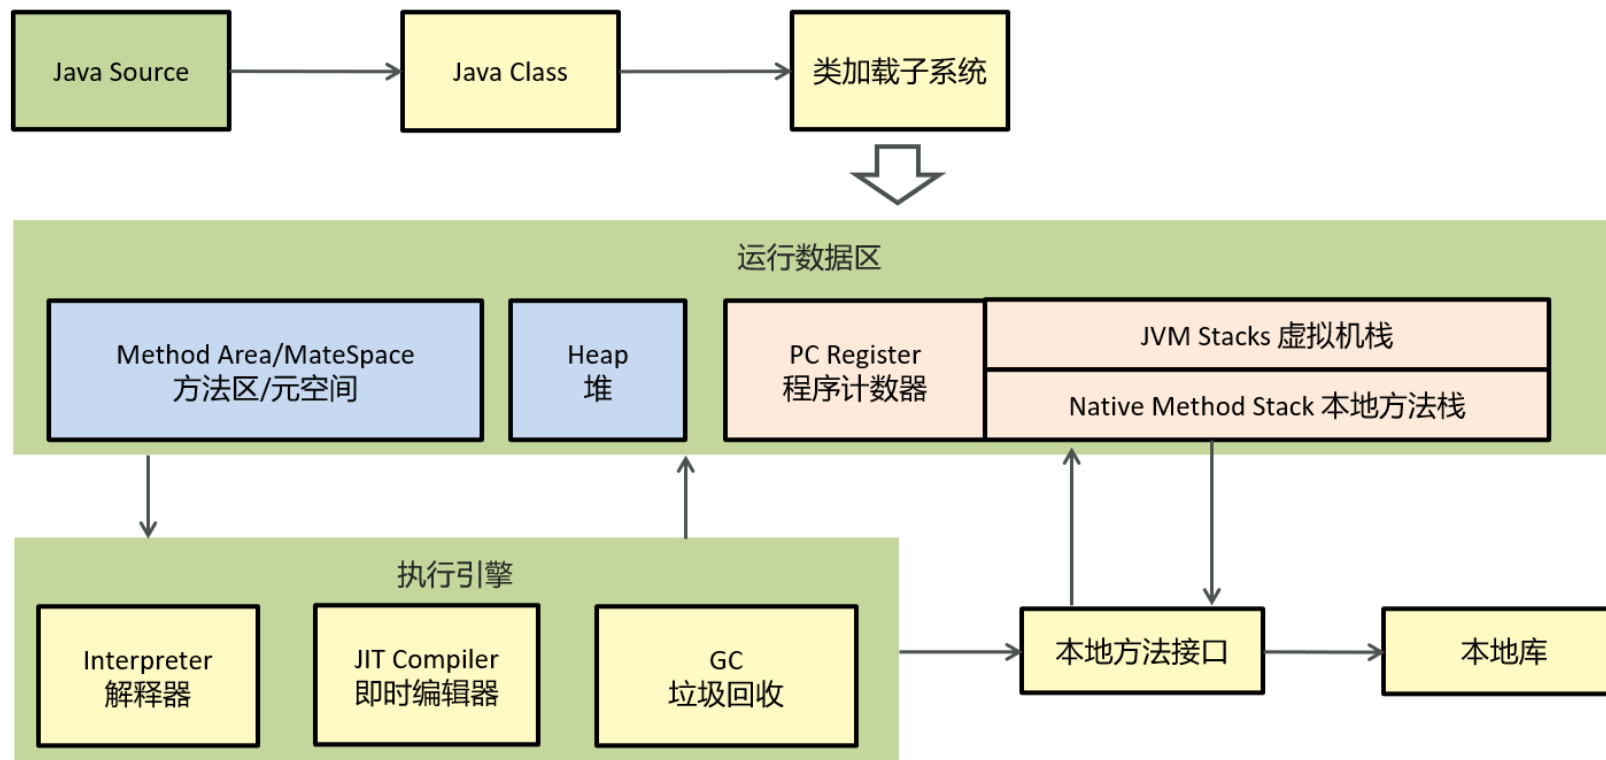 Java Source
Java Class
类加载子系统
运行数据区
Method Area/MateSpace
方法区/元空间
Heap
堆
PC Register
程序计数器
JVM Stacks 虚拟机栈
Native Method Stack 本地方法栈
执行引擎
Interpreter
解释器
JIT Compiler
即时编辑器
GC
垃圾回收
本地方法接口
本地库